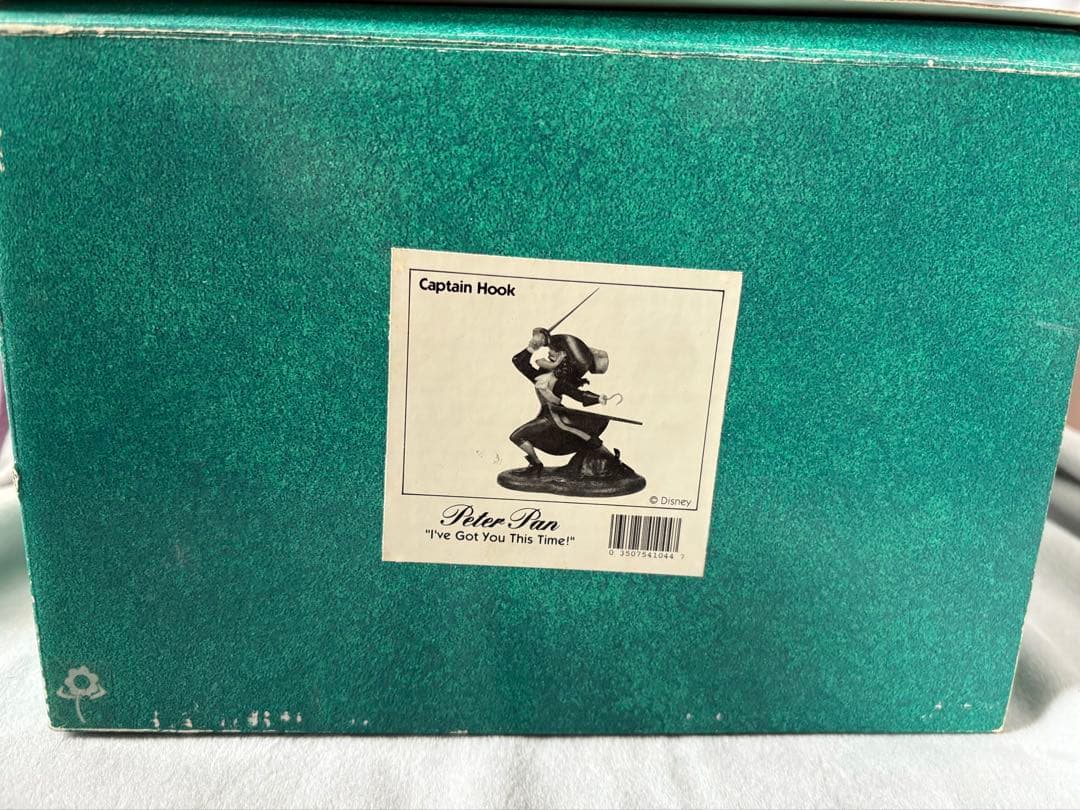 Captain Hook
© Disney
Peter Pan
"I've Got You This Time!"
0 3507541044 7